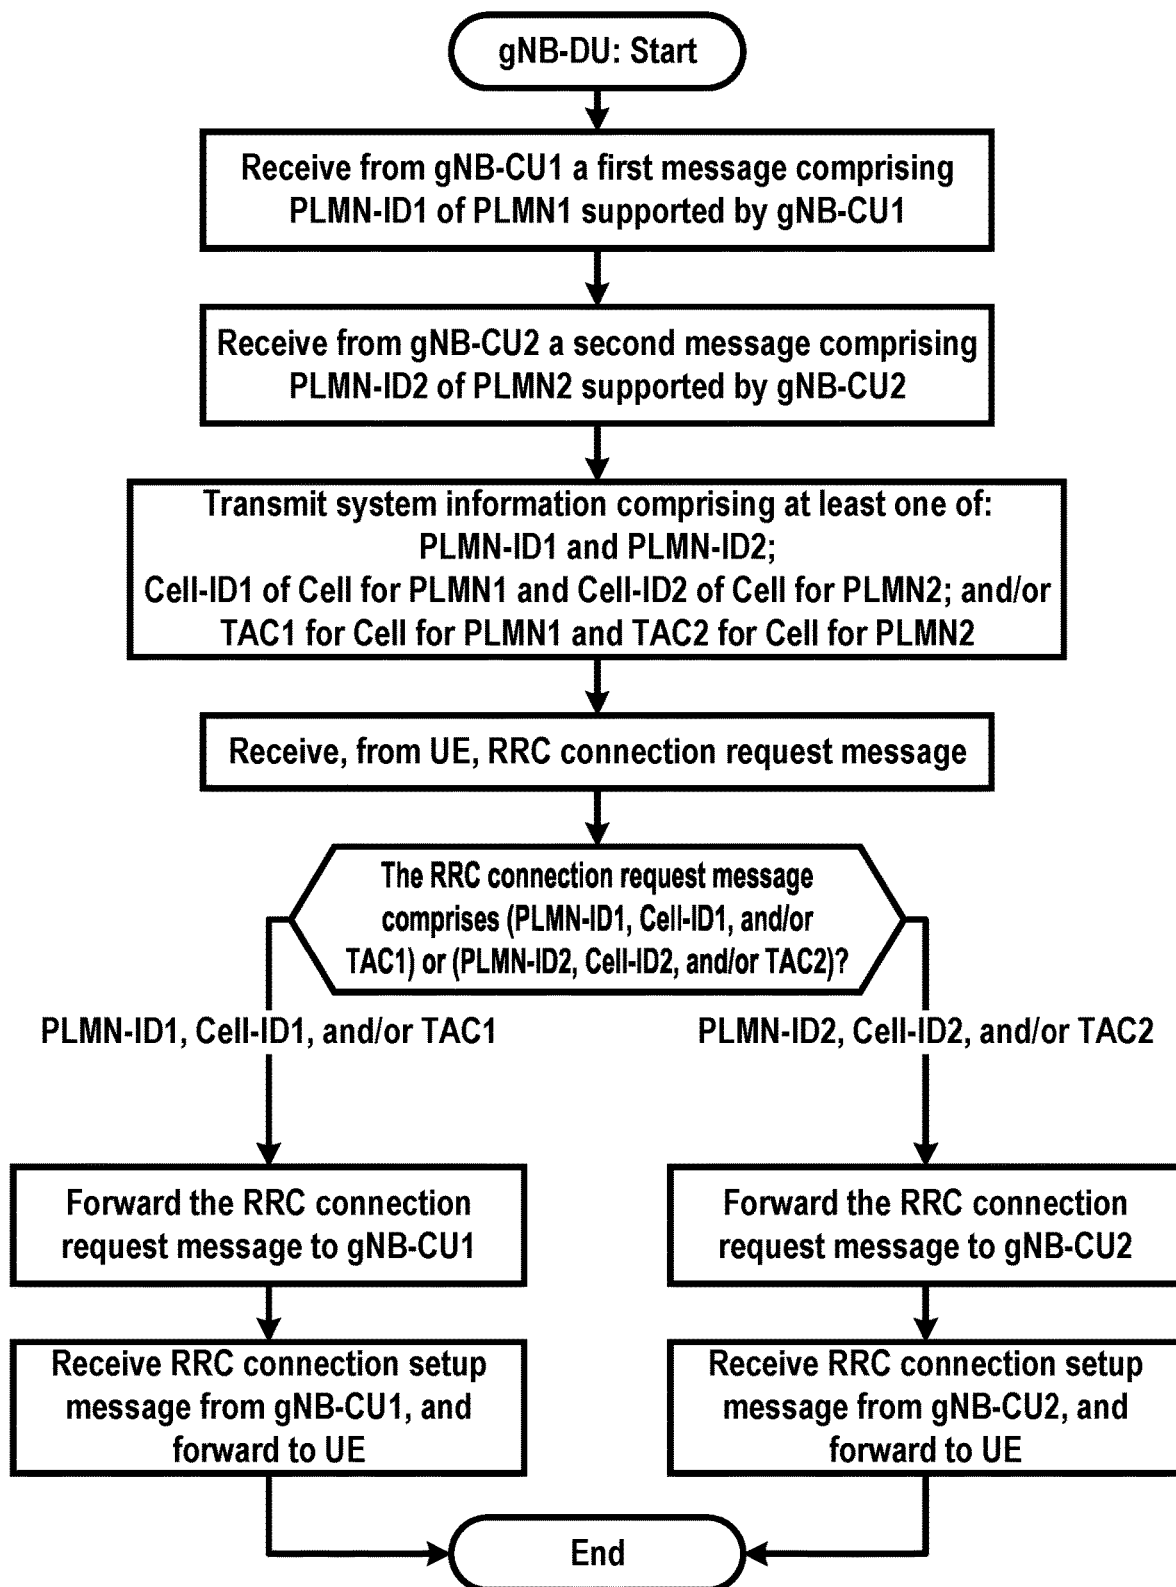 gNB-DU: Start
Receive from gNB-CU1 a first message comprising
PLMN-ID1 of PLMN1 supported by gNB-CU1
Receive from gNB-CU2 a second message comprising
PLMN-ID2 of PLMN2 supported by gNB-CU2
Transmit system information comprising at least one of:
PLMN-ID1 and PLMN-ID2;
Cell-ID1 of Cell for PLMN1 and Cell-ID2 of Cell for PLMN2; and/or
TAC1 for Cell for PLMN1 and TAC2 for Cell for PLMN2
Receive, from UE, RRC connection request message
The RRC connection request message
comprises (PLMN-ID1, Cell-ID1, and/or
TAC1) or (PLMN-ID2, Cell-ID2, and/or TAC2)?
PLMN-ID1, Cell-ID1, and/or TAC1
PLMN-ID2, Cell-ID2, and/or TAC2
Forward the RRC connection
request message to gNB-CU1
Forward the RRC connection
request message to gNB-CU2
Receive RRC connection setup
message from gNB-CU1, and
forward to UE
Receive RRC connection setup
message from gNB-CU2, and
forward to UE
End